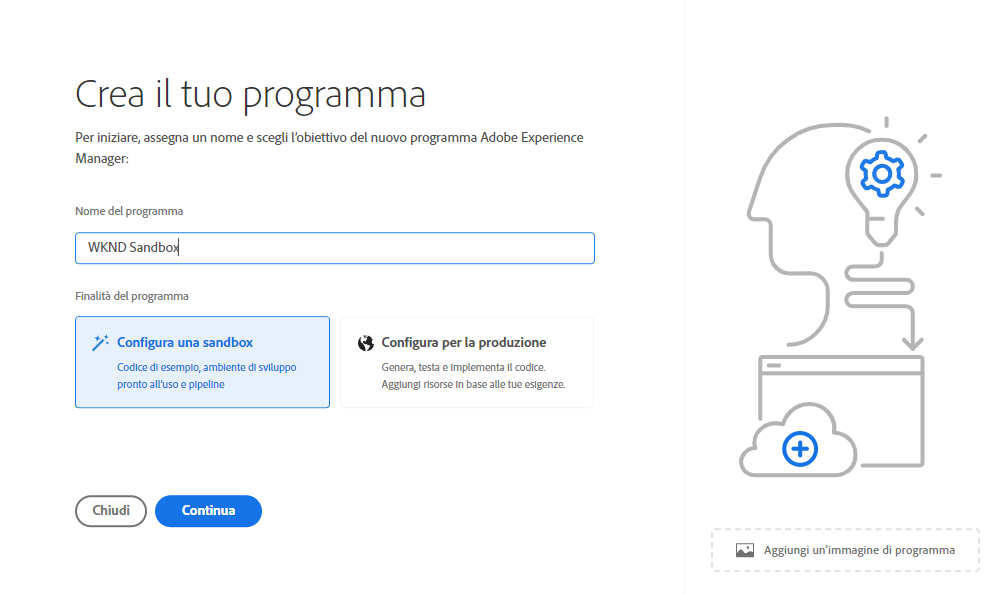 Crea il tuo programma
Per iniziare, assegna un nome e scegli l'obiettivo del nuovo programma Adobe Experience
Manager:
Nome del programma
WKND Sandbox
Finalità del programma
Configura una sandbox
Codice di esempio, ambiente di sviluppo
pronto all'uso e pipeline
Configura per la produzione
Genera, testa e implementa il codice.
Aggiungi risorse in base alle tue esigenze.
Chiudi
Continua
Aggiungi un'immagine di programma